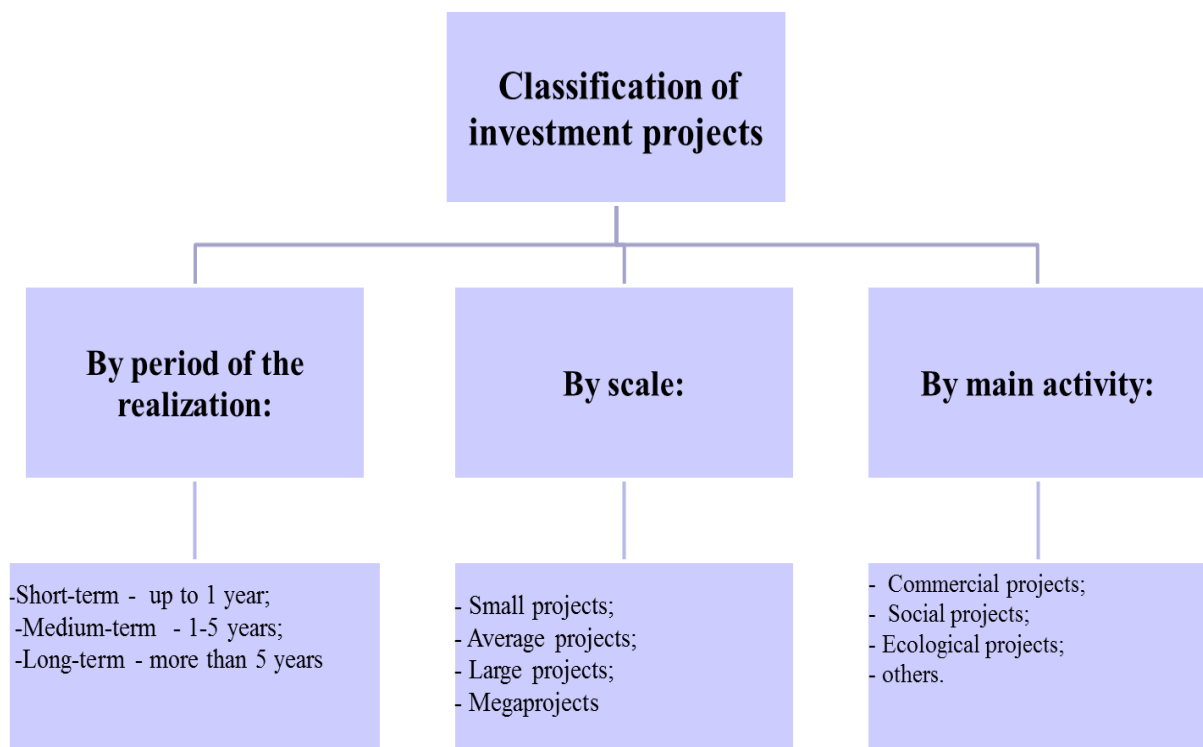 Classification of
investment projects
By period of the
realization:
By scale:
By main activity:
-Short-term - up to 1 year;
-Medium-term - 1-5 years;
-Long-term - more than 5 years
- Small projects;
- Average projects;
- Large projects;
- Megaprojects
- Commercial projects;
- Social projects;
- Ecological projects;
- others.